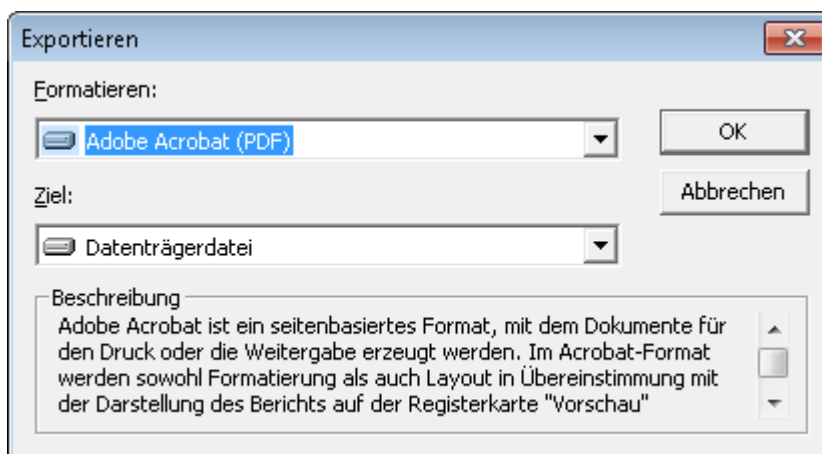 Exportieren
Formatieren:
Adobe Acrobat (PDF)
OK
Ziel:
Abbrechen
Datenträgerdatei
Beschreibung
Adobe Acrobat ist ein seitenbasiertes Format, mit dem Dokumente für
den Druck oder die Weitergabe erzeugt werden. Im Acrobat-Format
werden sowohl Formatierung als auch Layout in Übereinstimmung mit
der Darstellung des Berichts auf der Registerkarte "Vorschau"